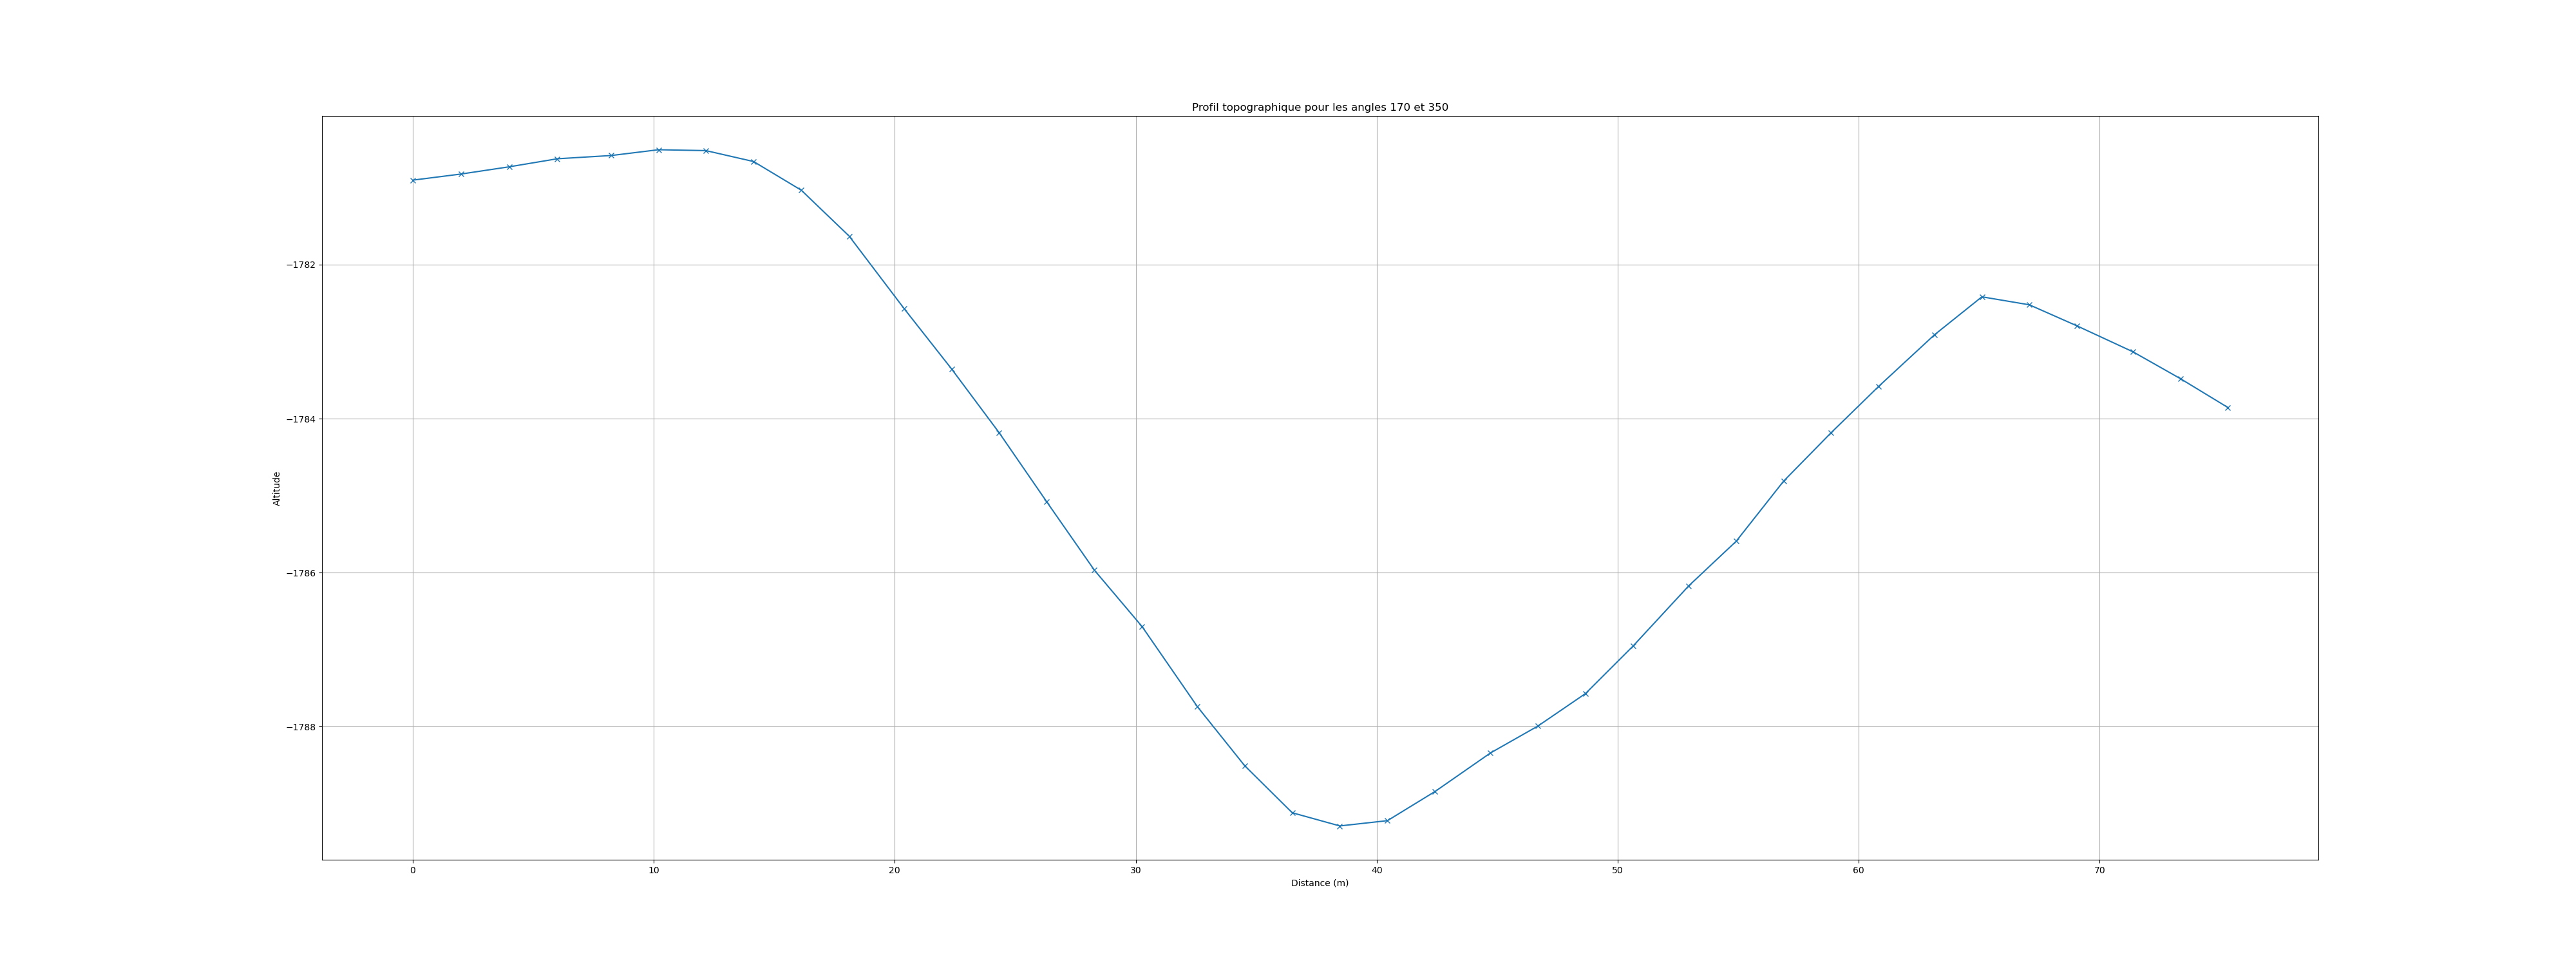 Profil topographique pour les angles 170 et 350
−1782
−1784
−1786
−1788
Altitude
0 10 20 30 40 50 60 70
Distance (m)